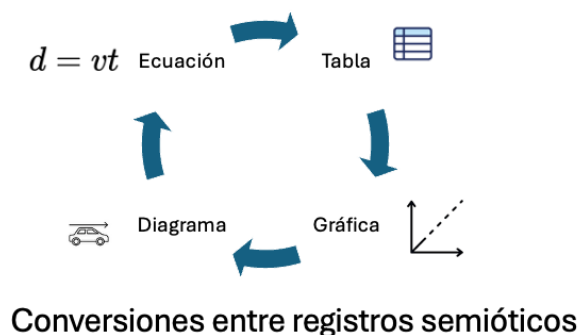 d = vt Ecuación
Tabla
Diagrama
Gráfica
Conversiones entre registros semióticos